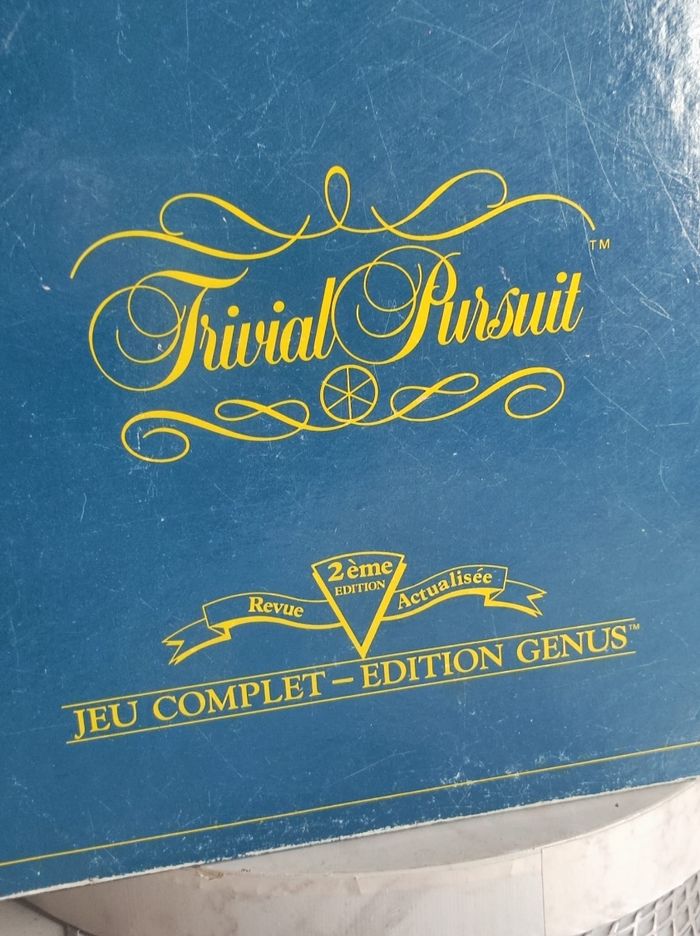 Trivial Pursuit™
2ème
EDITION
Revue Actualisée
JEU COMPLET – EDITION GENUS™